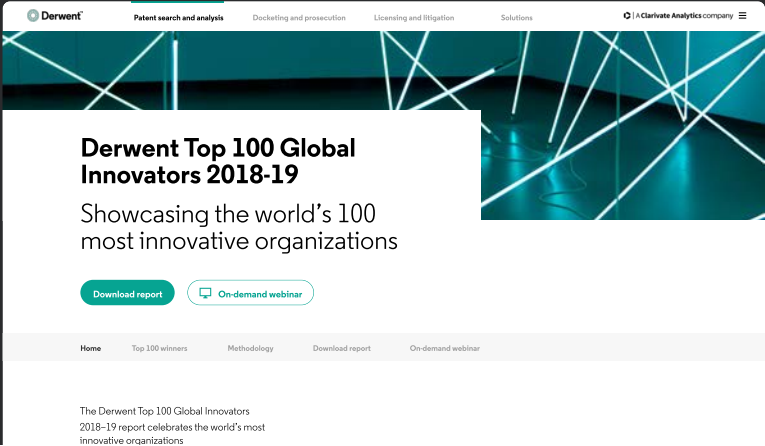 Derwent™
Patent search and analysis
Docketing and prosecution
Licensing and litigation
Solutions
| A Clarivate Analytics company
Derwent Top 100 Global
Innovators 2018-19
Showcasing the world's 100
most innovative organizations
Download report
On-demand webinar
Home
Top 100 winners
Methodology
Download report
On-demand webinar
The Derwent Top 100 Global Innovators
2018–19 report celebrates the world's most
innovative organizations